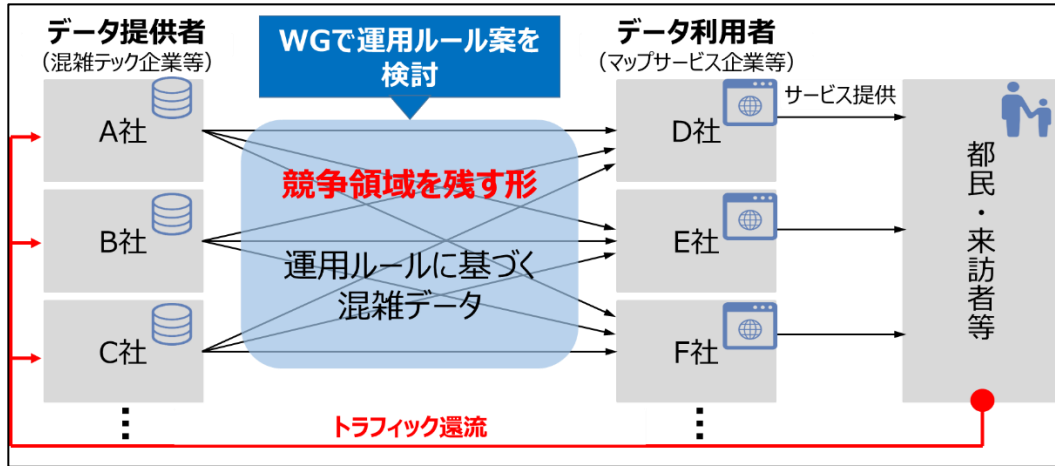 データ提供者
(混雑テック企業等)
A社
B社
C社
WGで運用ルール案を
検討
競争領域を残す形
運用ルールに基づく
混雑データ
データ利用者
(マップサービス企業等)
D社
E社
F社
サービス提供
都民・来訪者等
トラフィック還流